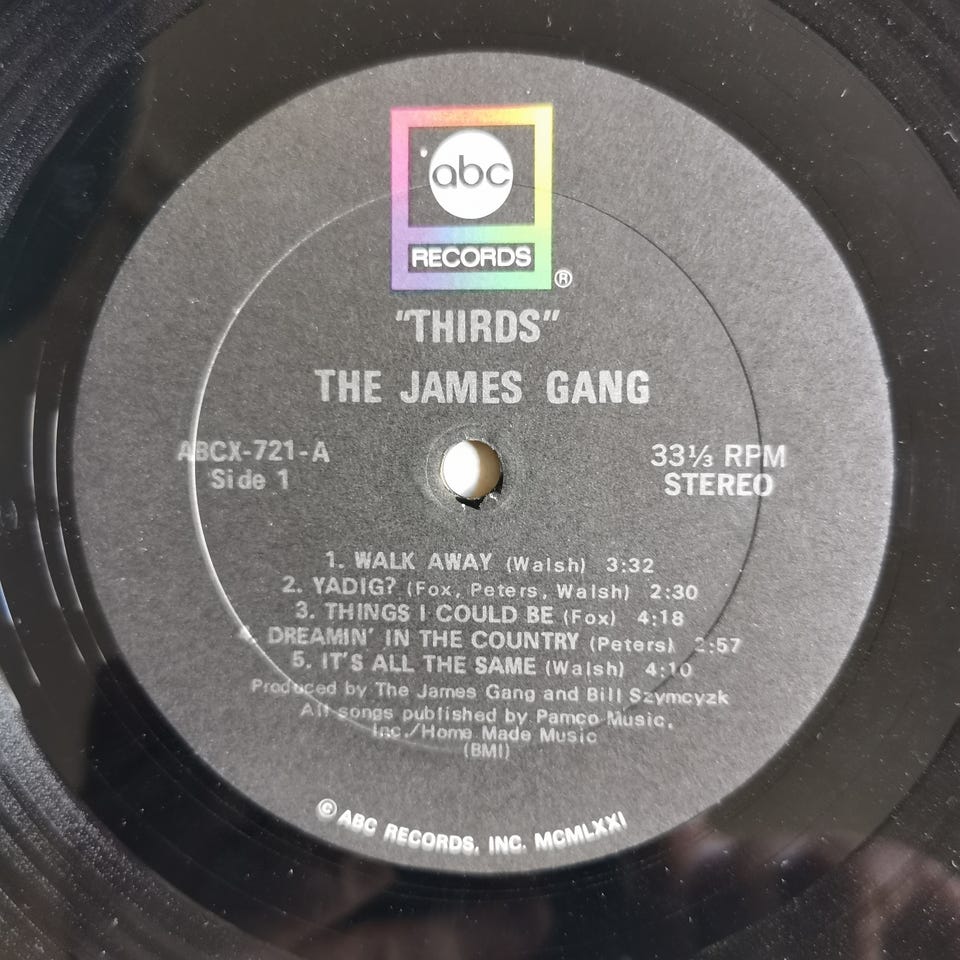 abc
RECORDS
®
"THIRDS"
THE JAMES GANG
ABCX-721-A
Side 1
33⅓ RPM
STEREO
1. WALK AWAY (Walsh) 3:32
2. YADIG? (Fox, Peters, Walsh) 2:30
3. THINGS I COULD BE (Fox) 4:18
4. DREAMIN' IN THE COUNTRY (Peters) 2:57
5. IT'S ALL THE SAME (Walsh) 4:10
Produced by The James Gang and Bill Szymcyzk
All songs published by Pamco Music,
Inc./Home Made Music
(BMI)
© ABC RECORDS, INC. MCMLXXI